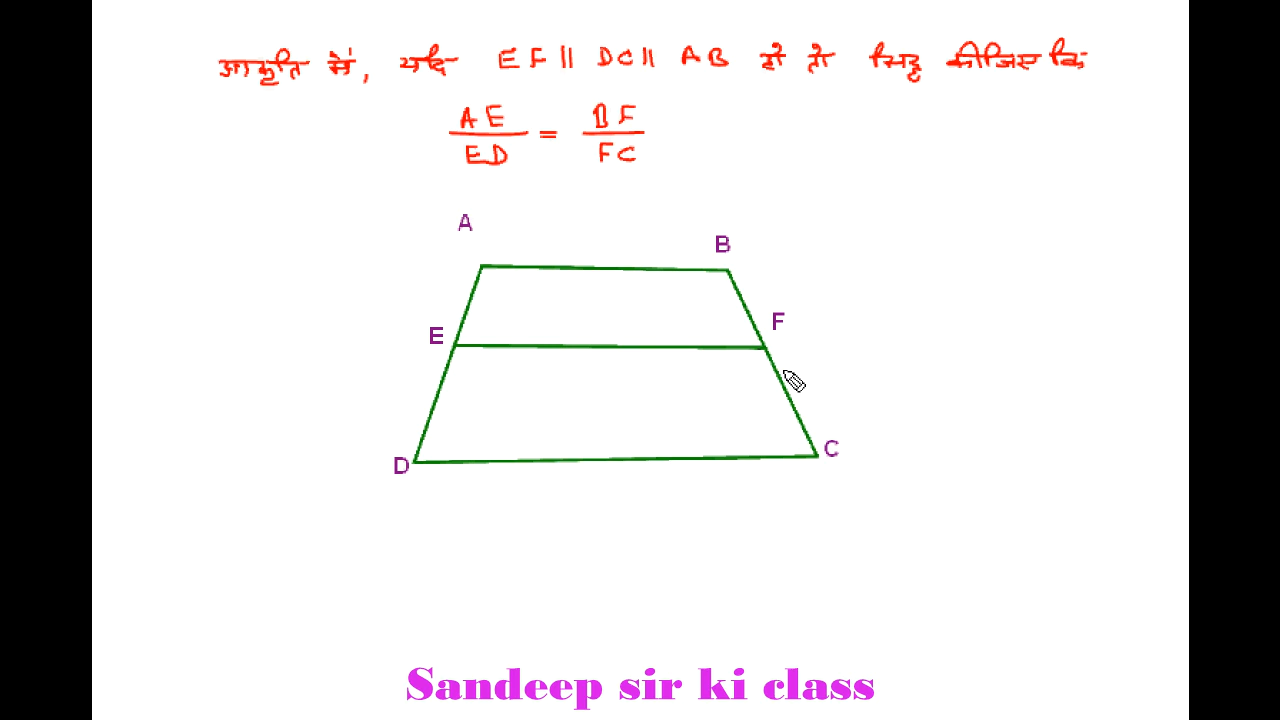 आकृति में, यदि EF || DC || AB हो तो सिद्ध कीजिए कि
AE/ED = BF/FC
A
B
E
F
D
C
Sandeep sir ki class